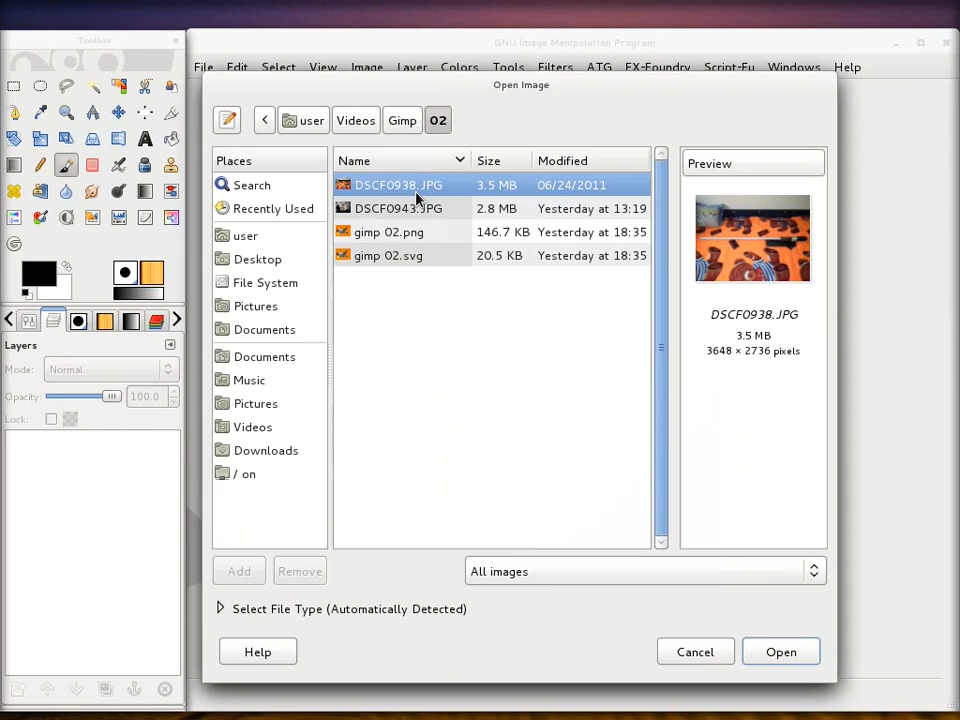 Toolbox
GNU Image Manipulation Program
File Edit Select View Image Layer Colors Tools Filters ATG FX-Foundry Script-Fu Windows Help
Open Image
user Videos Gimp 02
Places
Search
Recently Used
user
Desktop
File System
Pictures
Documents
Documents
Music
Pictures
Videos
Downloads
/ on
Name Size Modified
DSCF0938.JPG 3.5 MB 06/24/2011
DSCF0943.JPG 2.8 MB Yesterday at 13:19
gimp 02.png 146.7 KB Yesterday at 18:35
gimp 02.svg 20.5 KB Yesterday at 18:35
Preview
DSCF0938.JPG
3.5 MB
3648 × 2736 pixels
Layers
Mode: Normal
Opacity: 100.0
Lock:
Add Remove
All images
Select File Type (Automatically Detected)
Help Cancel Open